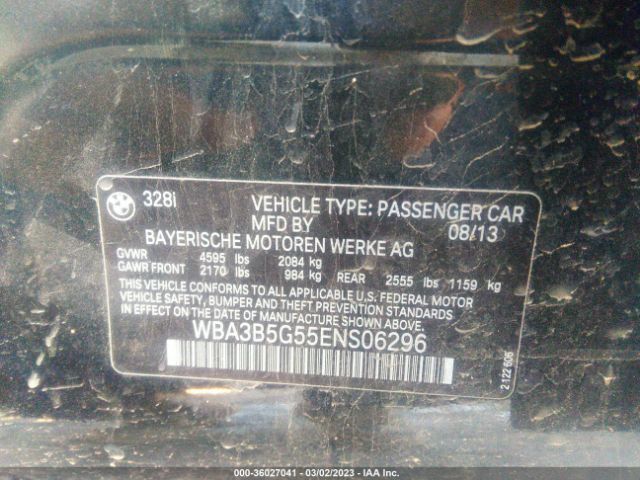 328i
VEHICLE TYPE: PASSENGER CAR
MFD BY 08/13
BAYERISCHE MOTOREN WERKE AG
GVWR 4595 lbs 2084 kg
GAWR FRONT 2170 lbs 984 kg REAR 2555 lbs 1159 kg
THIS VEHICLE CONFORMS TO ALL APPLICABLE U.S. FEDERAL MOTOR
VEHICLE SAFETY, BUMPER AND THEFT PREVENTION STANDARDS
IN EFFECT ON THE DATE OF MANUFACTURE SHOWN ABOVE.
WBA3B5G55ENS06296
000-36027041 - 03/02/2023 - IAA Inc.